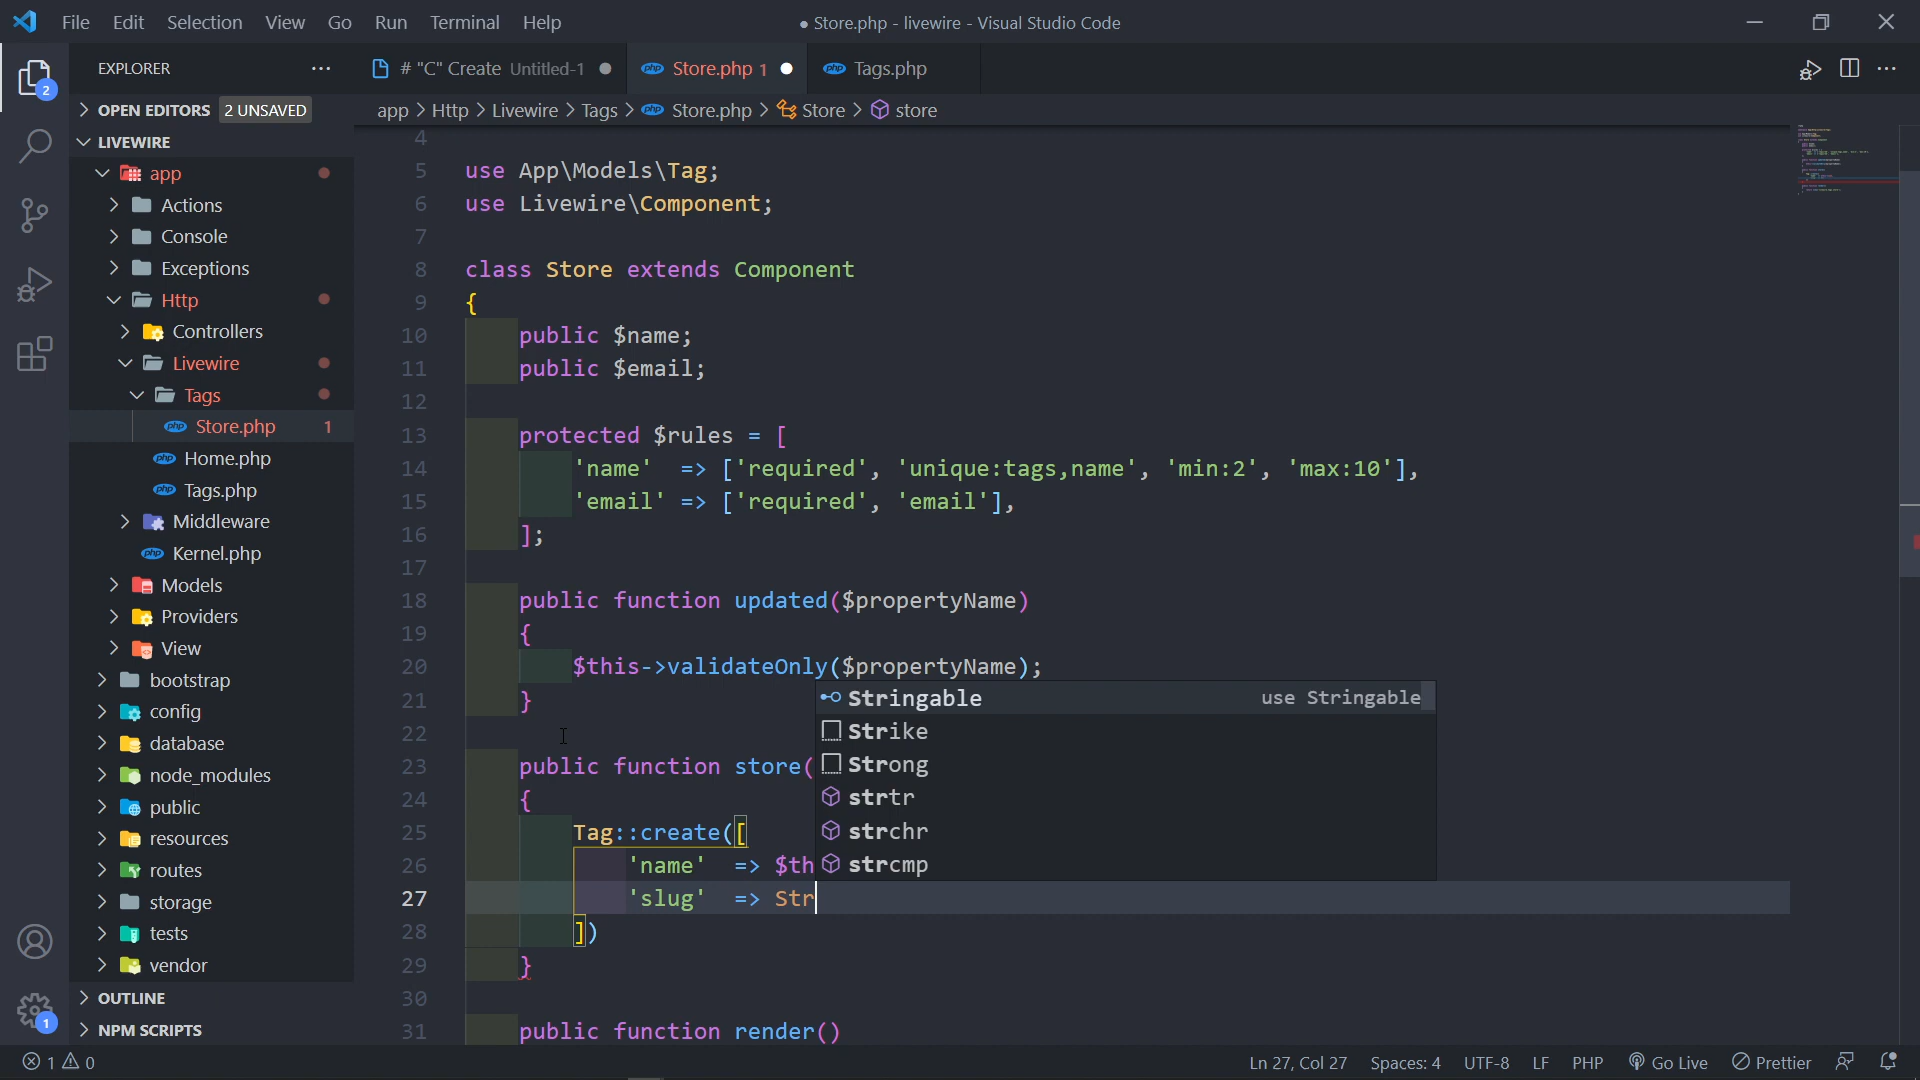 File Edit Selection View Go Run Terminal Help
● Store.php - livewire - Visual Studio Code
EXPLORER
# "C" Create Untitled-1
Store.php 1
Tags.php
OPEN EDITORS 2 UNSAVED
app > Http > Livewire > Tags > Store.php > Store > store
LIVEWIRE
app
Actions
Console
Exceptions
Http
Controllers
Livewire
Tags
Store.php 1
Home.php
Tags.php
Middleware
Kernel.php
Models
Providers
View
bootstrap
config
database
node_modules
public
resources
routes
storage
tests
vendor
OUTLINE
NPM SCRIPTS
2
1
4
5 use App\Models\Tag;
6 use Livewire\Component;
7
8 class Store extends Component
9 {
10 public $name;
11 public $email;
12
13 protected $rules = [
14 'name' => ['required', 'unique:tags,name', 'min:2', 'max:10'],
15 'email' => ['required', 'email'],
16 ];
17
18 public function updated($propertyName)
19 {
20 $this->validateOnly($propertyName);
21 }
22
23 public function store(
24 {
25 Tag::create([
26 'name' => $th
27 'slug' => Str
28 ])
29 }
30
31 public function render()
Stringable use Stringable
Strike
Strong
strtr
strchr
strcmp
1 0
Ln 27, Col 27 Spaces: 4 UTF-8 LF PHP Go Live Prettier